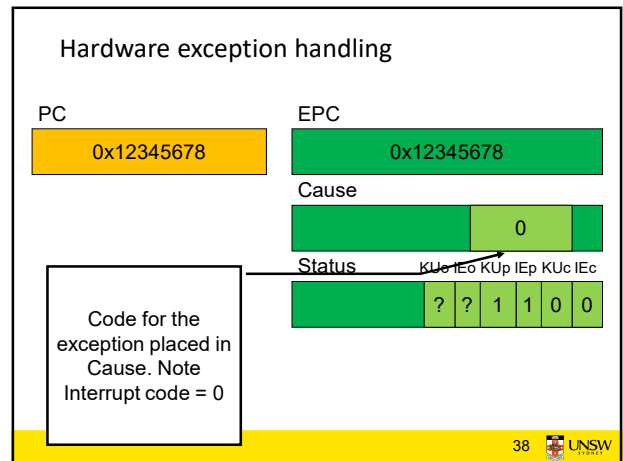 Hardware exception handling
PC
EPC
0x12345678
0x12345678
Cause
0
Status
KUo IEo KUp IEp KUc IEc
? ? 1 1 0 0
Code for the
exception placed in
Cause. Note
Interrupt code = 0
38
UNSW
SYDNEY